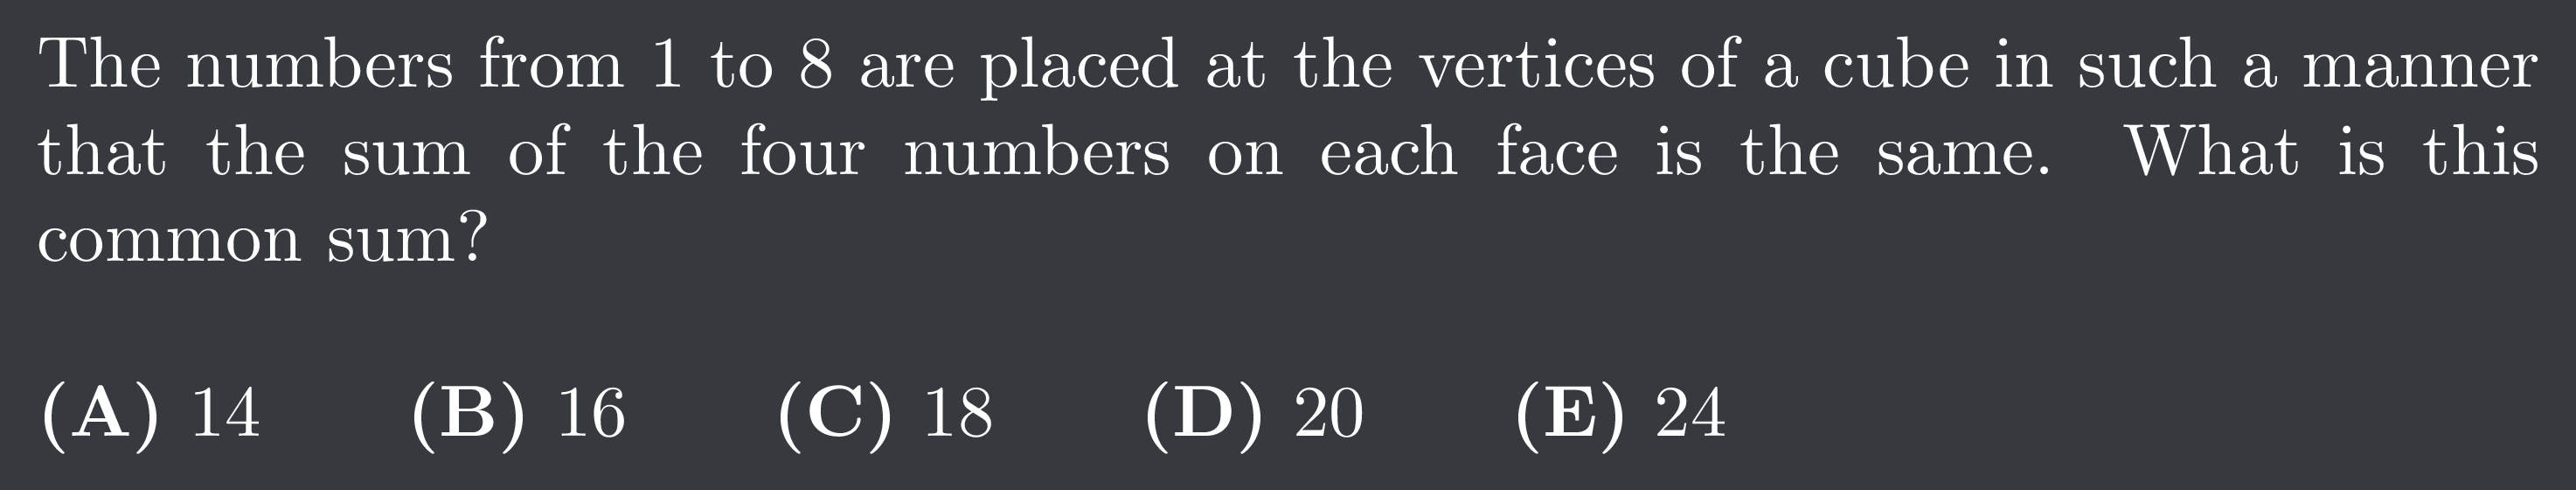 The numbers from 1 to 8 are placed at the vertices of a cube in such a manner
that the sum of the four numbers on each face is the same. What is this
common sum?
(A) 14 (B) 16 (C) 18 (D) 20 (E) 24